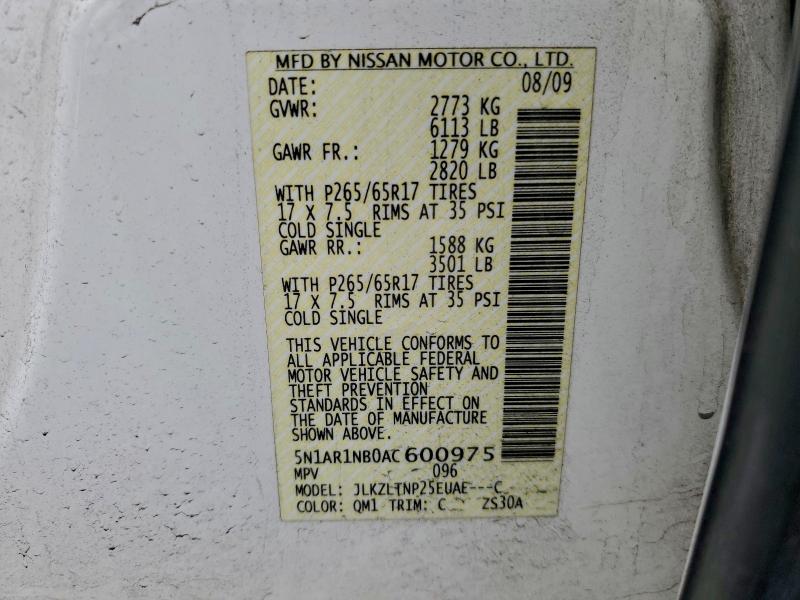 MFD BY NISSAN MOTOR CO., LTD.
DATE: 08/09
GVWR: 2773 KG
6113 LB
GAWR FR.: 1279 KG
2820 LB
WITH P265/65R17 TIRES
17 X 7.5 RIMS AT 35 PSI
COLD SINGLE
GAWR RR.: 1588 KG
3501 LB
WITH P265/65R17 TIRES
17 X 7.5 RIMS AT 35 PSI
COLD SINGLE
THIS VEHICLE CONFORMS TO
ALL APPLICABLE FEDERAL
MOTOR VEHICLE SAFETY AND
THEFT PREVENTION
STANDARDS IN EFFECT ON
THE DATE OF MANUFACTURE
SHOWN ABOVE.
5N1AR1NB0AC600975
MPV 096
MODEL: JLKZLTNP25EUAE---C
COLOR: QM1 TRIM: C ZS30A